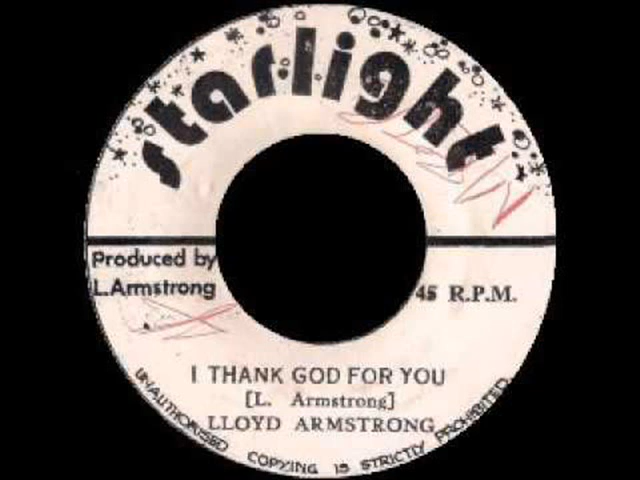 starlight
Produced by
L.Armstrong
45 R.P.M.
I THANK GOD FOR YOU
[L. Armstrong]
LLOYD ARMSTRONG
UNAUTHORISED COPYING IS STRICTLY PROHIBITED